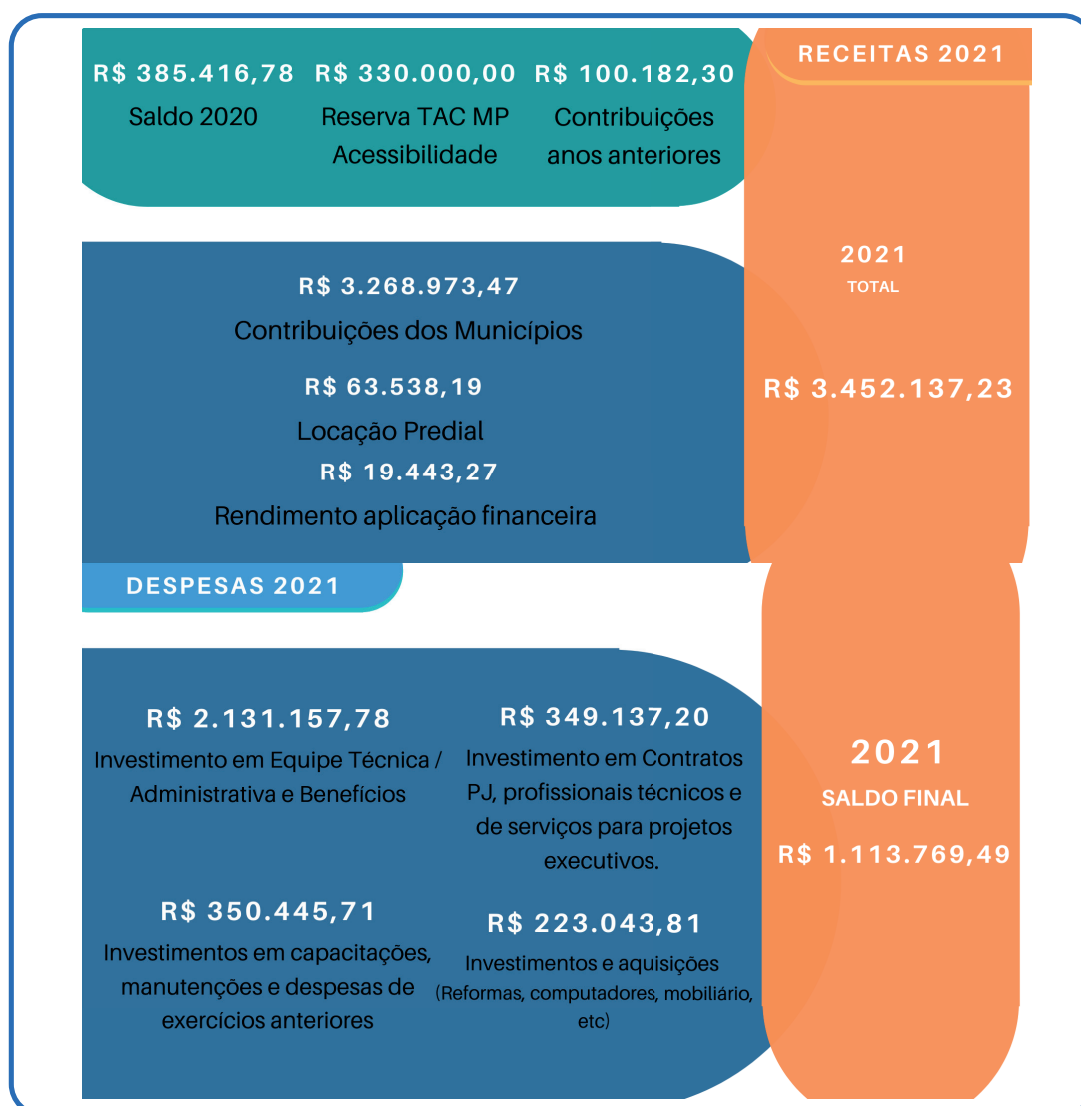 RECEITAS 2021
R$ 385.416,78 R$ 330.000,00 R$ 100.182,30
Saldo 2020 Reserva TAC MP Contribuições
Acessibilidade anos anteriores
2021
TOTAL
R$ 3.452.137,23
R$ 3.268.973,47
Contribuições dos Municípios
R$ 63.538,19
Locação Predial
R$ 19.443,27
Rendimento aplicação financeira
DESPESAS 2021
R$ 2.131.157,78
Investimento em Equipe Técnica /
Administrativa e Benefícios
R$ 349.137,20
Investimento em Contratos
PJ, profissionais técnicos e
de serviços para projetos
executivos.
R$ 350.445,71
Investimentos em capacitações,
manutenções e despesas de
exercícios anteriores
R$ 223.043,81
Investimentos e aquisições
(Reformas, computadores, mobiliário,
etc)
2021
SALDO FINAL
R$ 1.113.769,49